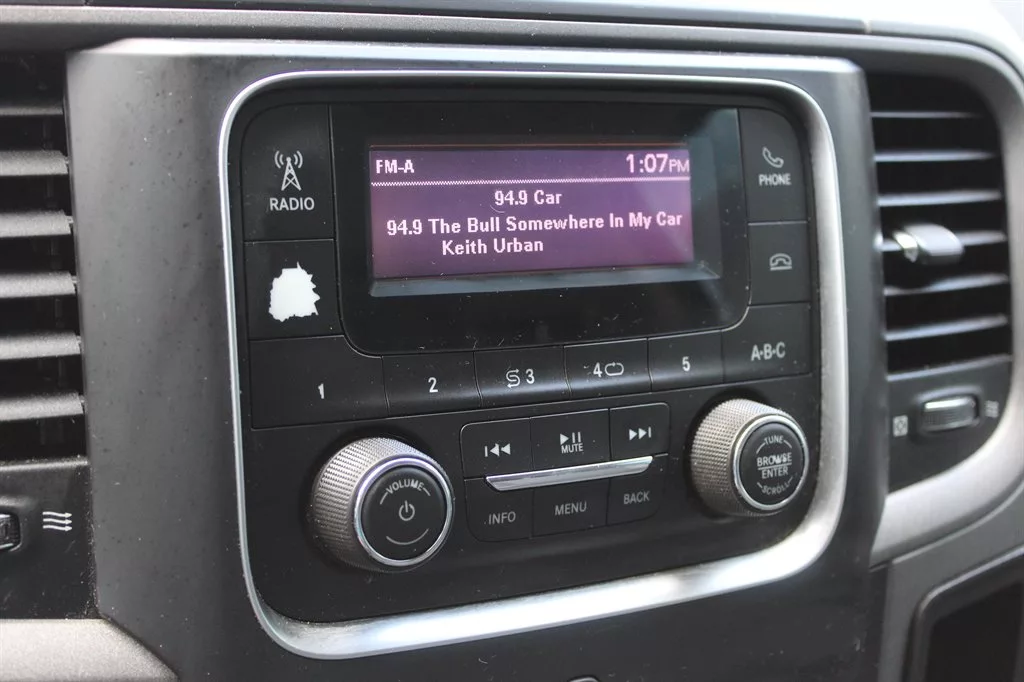 FM-A 1:07PM
94.9 Car
94.9 The Bull Somewhere In My Car
Keith Urban
RADIO
PHONE
1
2
3
4
5
A·B·C
MUTE
INFO
MENU
BACK
VOLUME
TUNE
BROWSE
ENTER
SCROLL